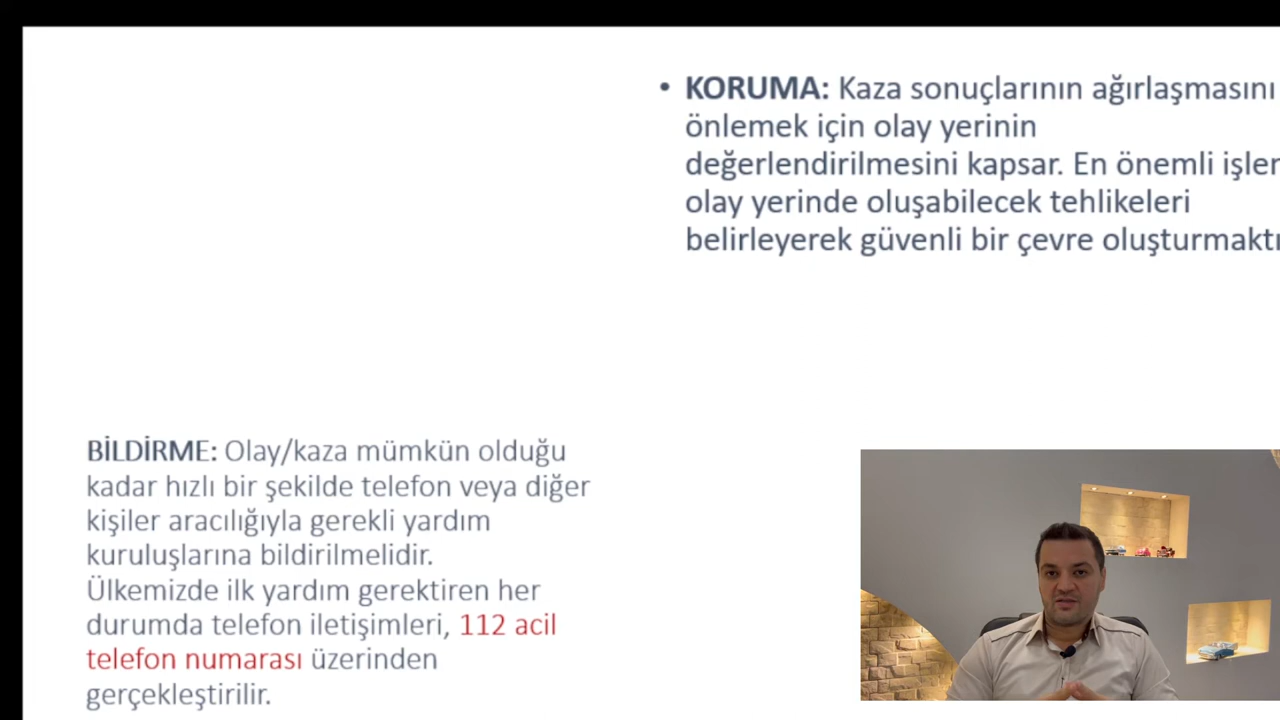 • KORUMA: Kaza sonuçlarının ağırlaşmasını
önlemek için olay yerinin
değerlendirilmesini kapsar. En önemli işlem
olay yerinde oluşabilecek tehlikeleri
belirleyerek güvenli bir çevre oluşturmaktı
BİLDİRME: Olay/kaza mümkün olduğu
kadar hızlı bir şekilde telefon veya diğer
kişiler aracılığıyla gerekli yardım
kuruluşlarına bildirilmelidir.
Ülkemizde ilk yardım gerektiren her
durumda telefon iletişimleri, 112 acil
telefon numarası üzerinden
gerçekleştirilir.